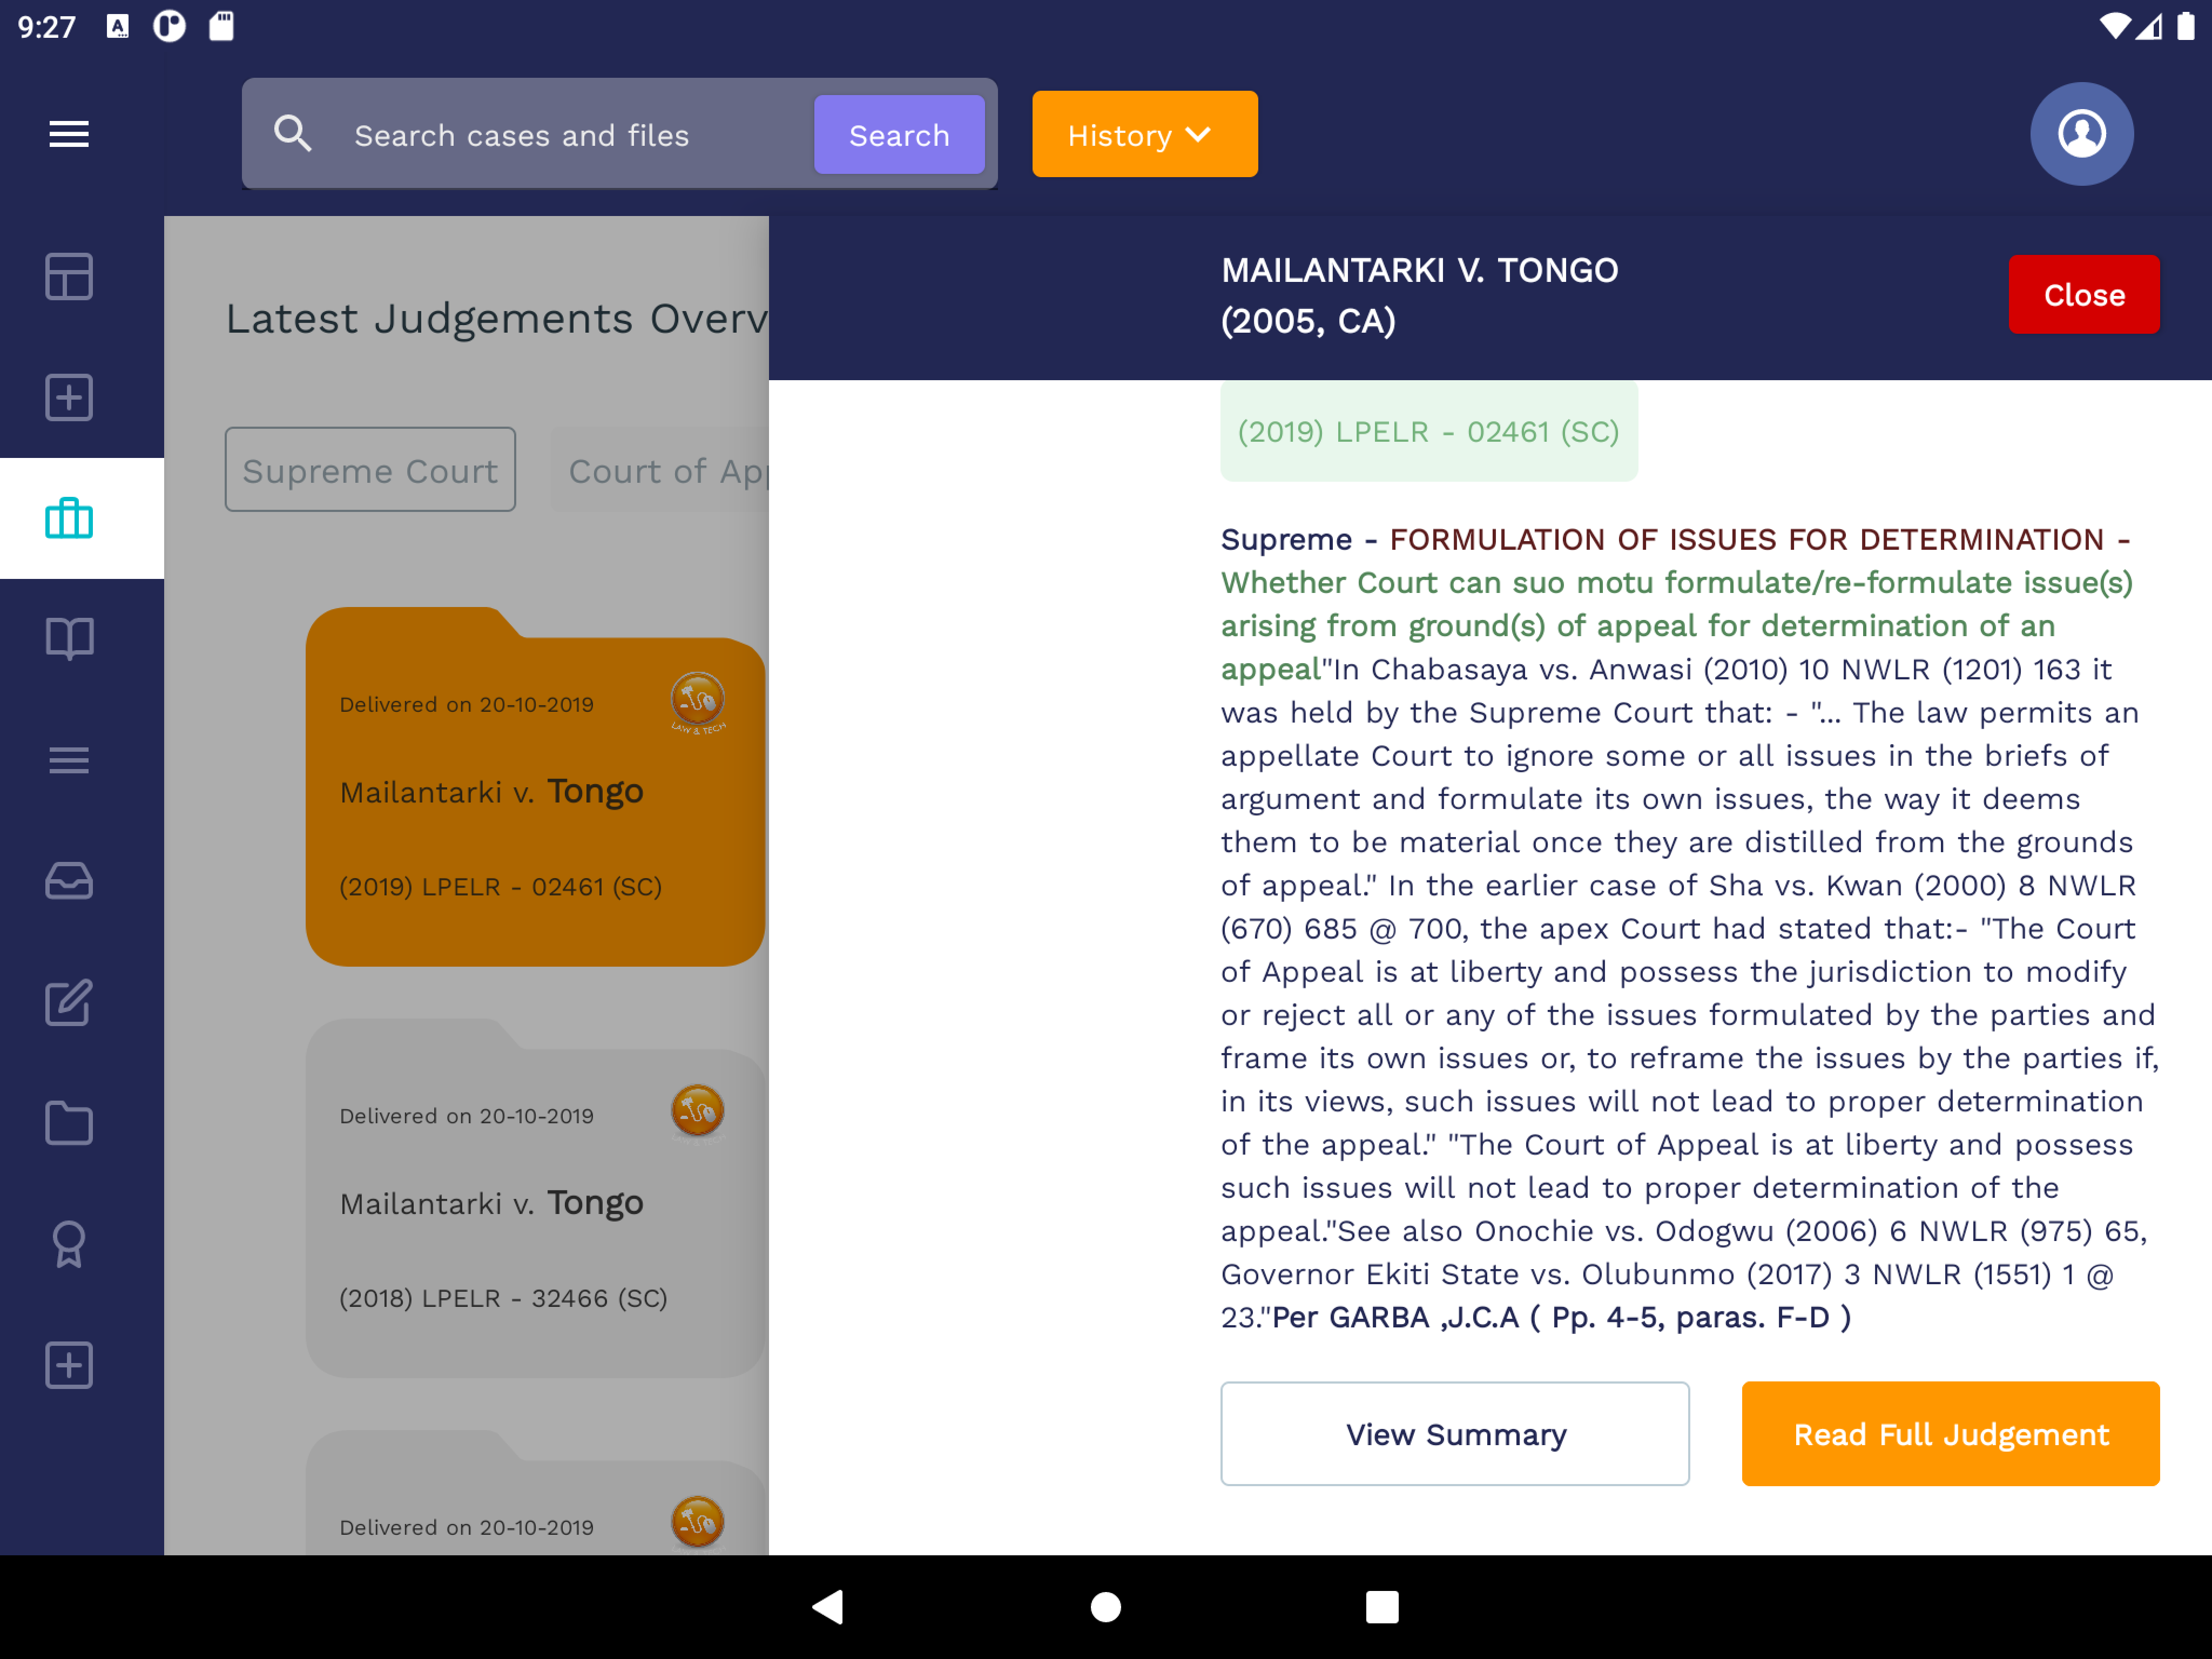 9:27
Search cases and files
Search
History
Latest Judgements Overv
Supreme Court
Court of App
Delivered on 20-10-2019
LAW & TECH
Mailantarki v. Tongo
(2019) LPELR - 02461 (SC)
Delivered on 20-10-2019
Mailantarki v. Tongo
(2018) LPELR - 32466 (SC)
Delivered on 20-10-2019
MAILANTARKI V. TONGO
(2005, CA)
Close
(2019) LPELR - 02461 (SC)
Supreme - FORMULATION OF ISSUES FOR DETERMINATION -
Whether Court can suo motu formulate/re-formulate issue(s)
arising from ground(s) of appeal for determination of an
appeal"In Chabasaya vs. Anwasi (2010) 10 NWLR (1201) 163 it
was held by the Supreme Court that: - "... The law permits an
appellate Court to ignore some or all issues in the briefs of
argument and formulate its own issues, the way it deems
them to be material once they are distilled from the grounds
of appeal." In the earlier case of Sha vs. Kwan (2000) 8 NWLR
(670) 685 @ 700, the apex Court had stated that:- "The Court
of Appeal is at liberty and possess the jurisdiction to modify
or reject all or any of the issues formulated by the parties and
frame its own issues or, to reframe the issues by the parties if,
in its views, such issues will not lead to proper determination
of the appeal." "The Court of Appeal is at liberty and possess
such issues will not lead to proper determination of the
appeal."See also Onochie vs. Odogwu (2006) 6 NWLR (975) 65,
Governor Ekiti State vs. Olubunmo (2017) 3 NWLR (1551) 1 @
23."Per GARBA ,J.C.A ( Pp. 4-5, paras. F-D )
View Summary
Read Full Judgement